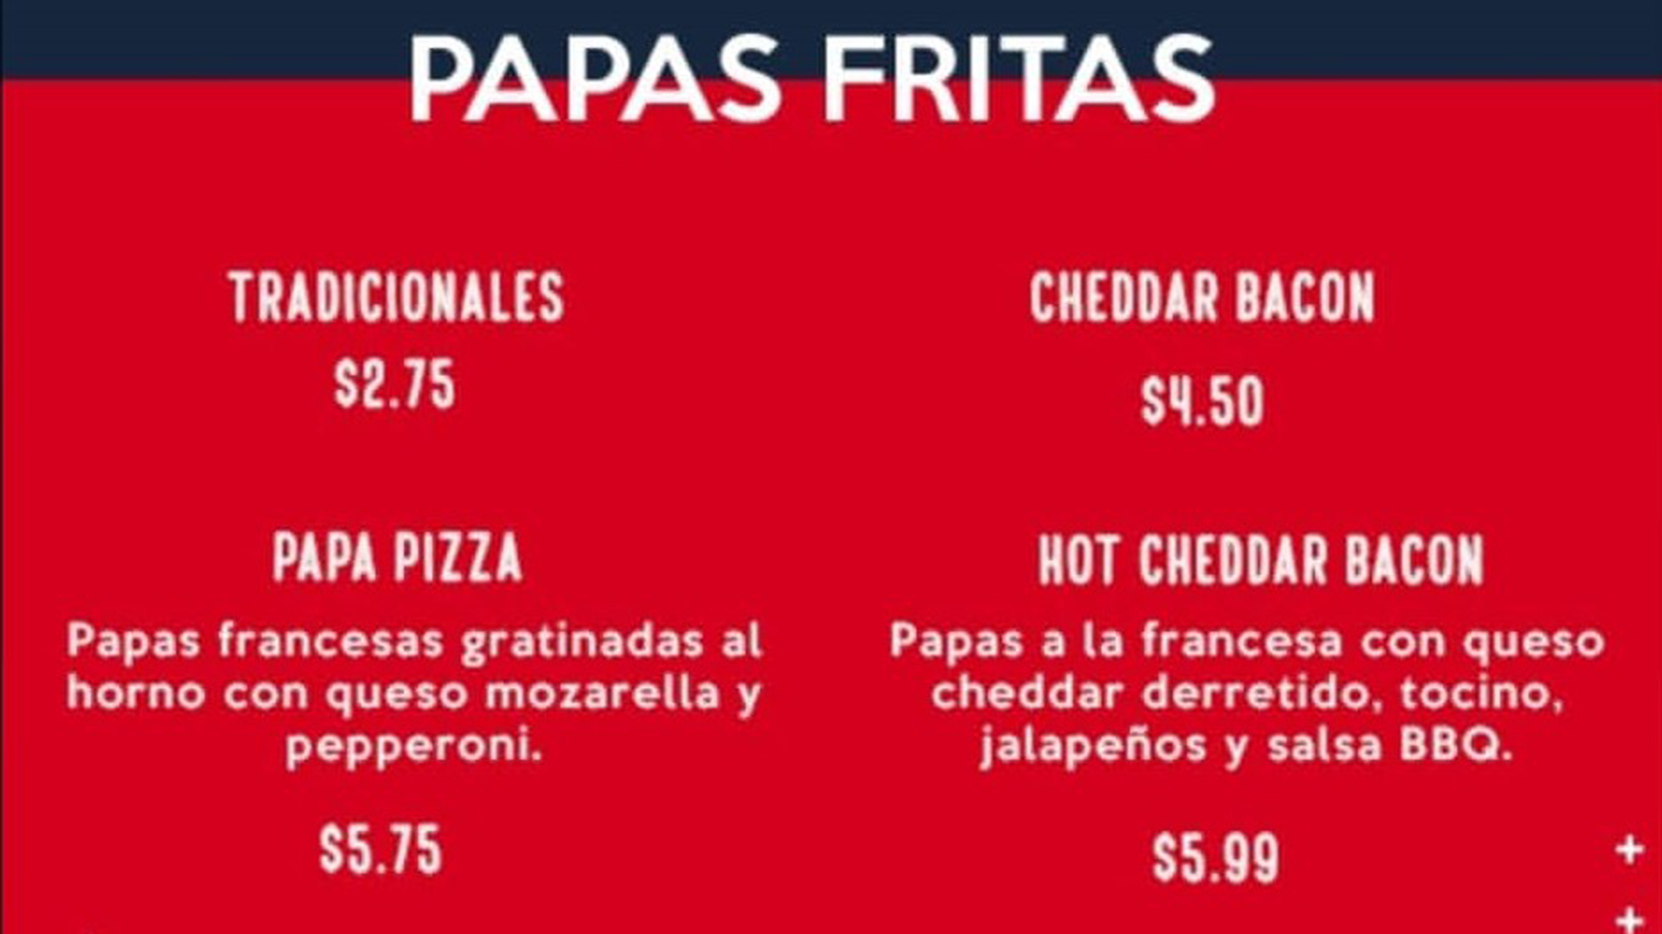 PAPAS FRITAS
TRADICIONALES
$2.75
CHEDDAR BACON
$4.50
PAPA PIZZA
Papas francesas gratinadas al
horno con queso mozarella y
pepperoni.
$5.75
HOT CHEDDAR BACON
Papas a la francesa con queso
cheddar derretido, tocino,
jalapeños y salsa BBQ.
$5.99
+
+